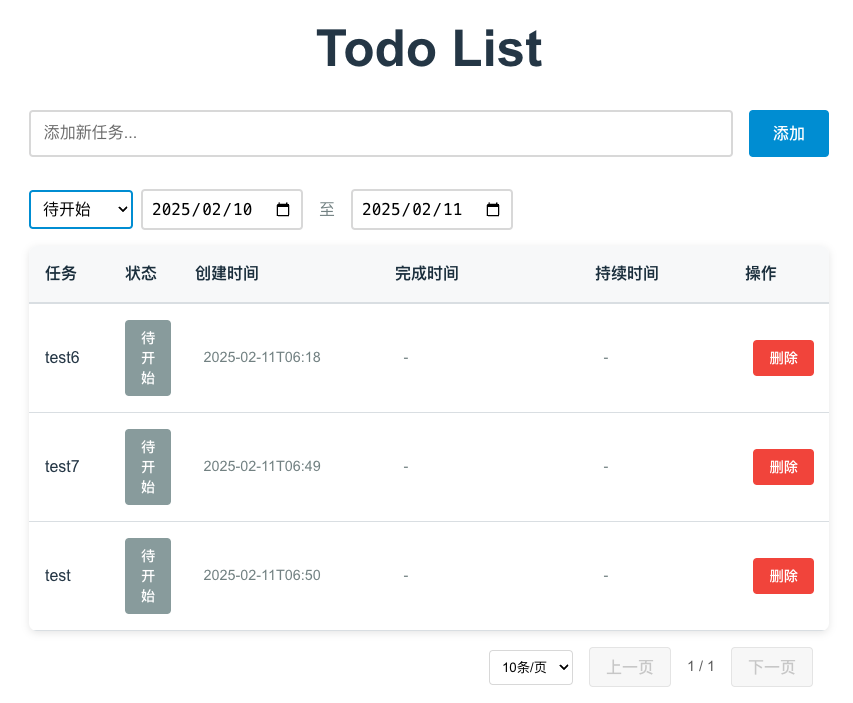 Todo List
添加新任务...
添加
待开始 2025/02/10 至 2025/02/11
任务 状态 创建时间 完成时间 持续时间 操作
test6 待开始 2025-02-11T06:18 - - 删除
test7 待开始 2025-02-11T06:49 - - 删除
test 待开始 2025-02-11T06:50 - - 删除
10条/页 上一页 1 / 1 下一页